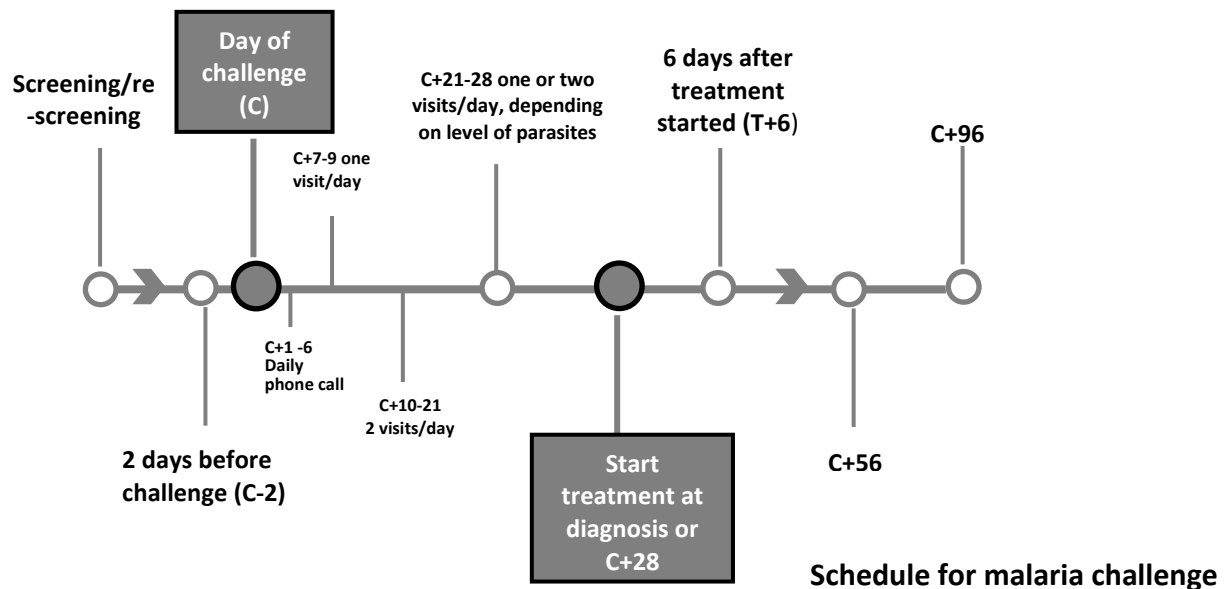 Screening/re
-screening
Day of
challenge
(C)
C+7-9 one
visit/day
C+21-28 one or two
visits/day, depending
on level of parasites
6 days after
treatment
started (T+6)
C+96
2 days before
challenge (C-2)
C+1 -6
Daily
phone call
C+10-21
2 visits/day
Start
treatment at
diagnosis or
C+28
C+56
Schedule for malaria challenge